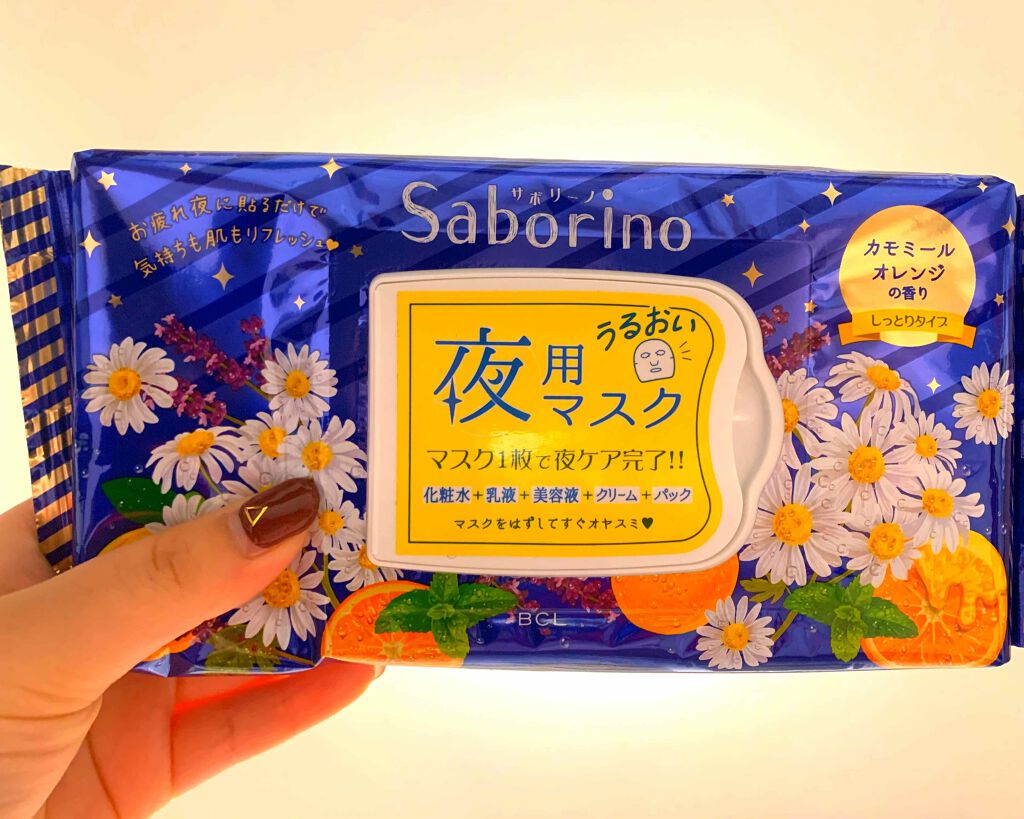 お疲れ夜に貼るだけで
気持ちも肌もリフレッシュ♥
サボリーノ
Saborino
カモミール
オレンジ
の香り
しっとりタイプ
うるおい
夜用
マスク
マスク1枚で夜ケア完了!!
化粧水+乳液+美容液+クリーム+パック
マスクをはずしてすぐオヤスミ♥
BCL